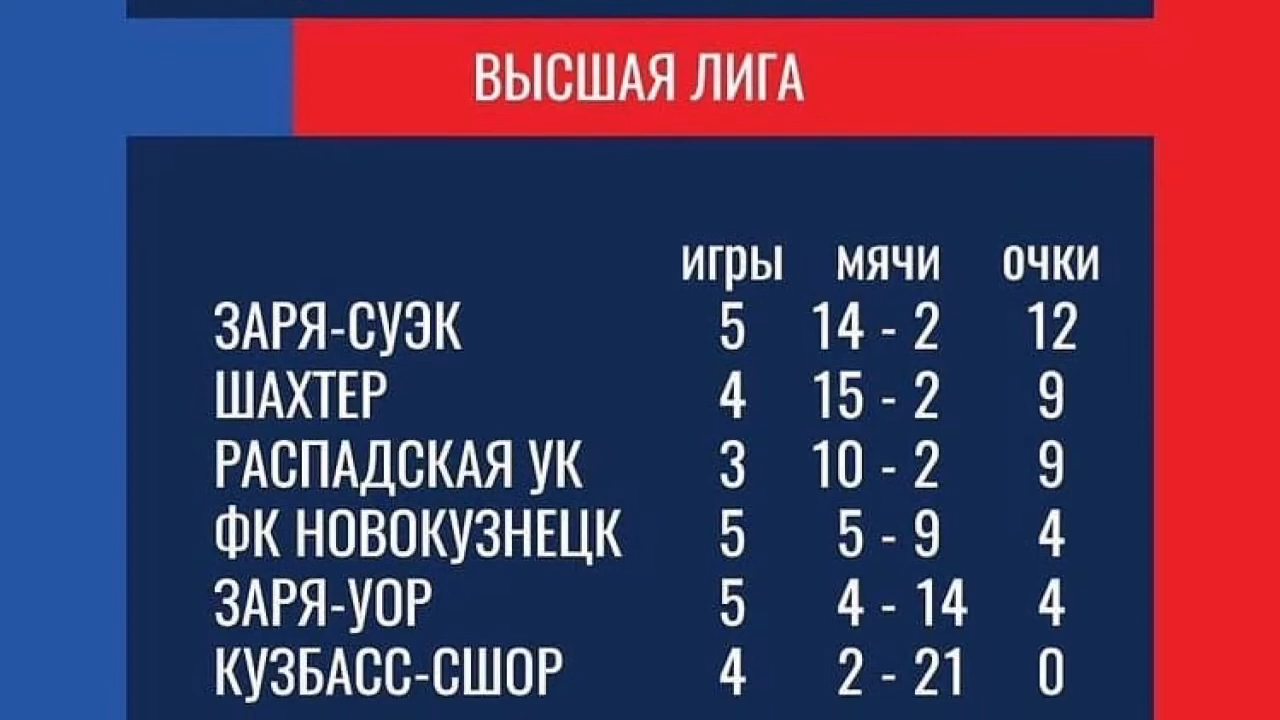 ВЫСШАЯ ЛИГА
игры мячи очки
ЗАРЯ-СУЭК 5 14 - 2 12
ШАХТЕР 4 15 - 2 9
РАСПАДСКАЯ УК 3 10 - 2 9
ФК НОВОКУЗНЕЦК 5 5 - 9 4
ЗАРЯ-УОР 5 4 - 14 4
КУЗБАСС-СШОР 4 2 - 21 0